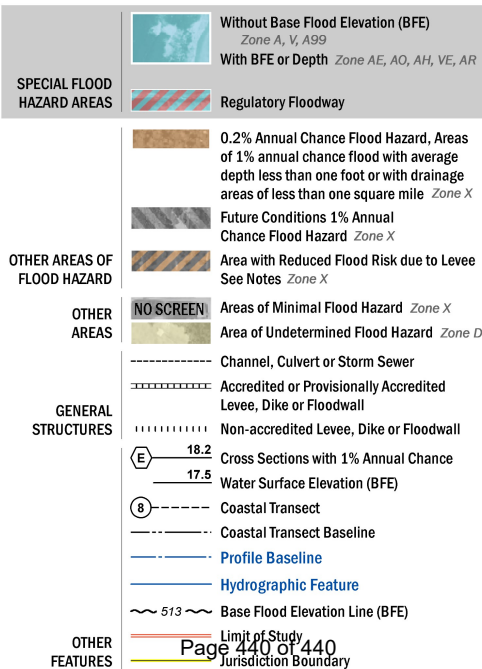 SPECIAL FLOOD
HAZARD AREAS
Without Base Flood Elevation (BFE)
Zone A, V, A99
With BFE or Depth Zone AE, AO, AH, VE, AR
Regulatory Floodway
OTHER AREAS OF
FLOOD HAZARD
0.2% Annual Chance Flood Hazard, Areas
of 1% annual chance flood with average
depth less than one foot or with drainage
areas of less than one square mile Zone X
Future Conditions 1% Annual
Chance Flood Hazard Zone X
Area with Reduced Flood Risk due to Levee
See Notes Zone X
OTHER
AREAS
NO SCREEN Areas of Minimal Flood Hazard Zone X
Area of Undetermined Flood Hazard Zone D
GENERAL
STRUCTURES
Channel, Culvert or Storm Sewer
Accredited or Provisionally Accredited
Levee, Dike or Floodwall
Non-accredited Levee, Dike or Floodwall
E 18.2 Cross Sections with 1% Annual Chance
17.5 Water Surface Elevation (BFE)
8 Coastal Transect
Coastal Transect Baseline
Profile Baseline
Hydrographic Feature
513 Base Flood Elevation Line (BFE)
OTHER
FEATURES
Limit of Study
Page 440 of 440
Jurisdiction Boundary